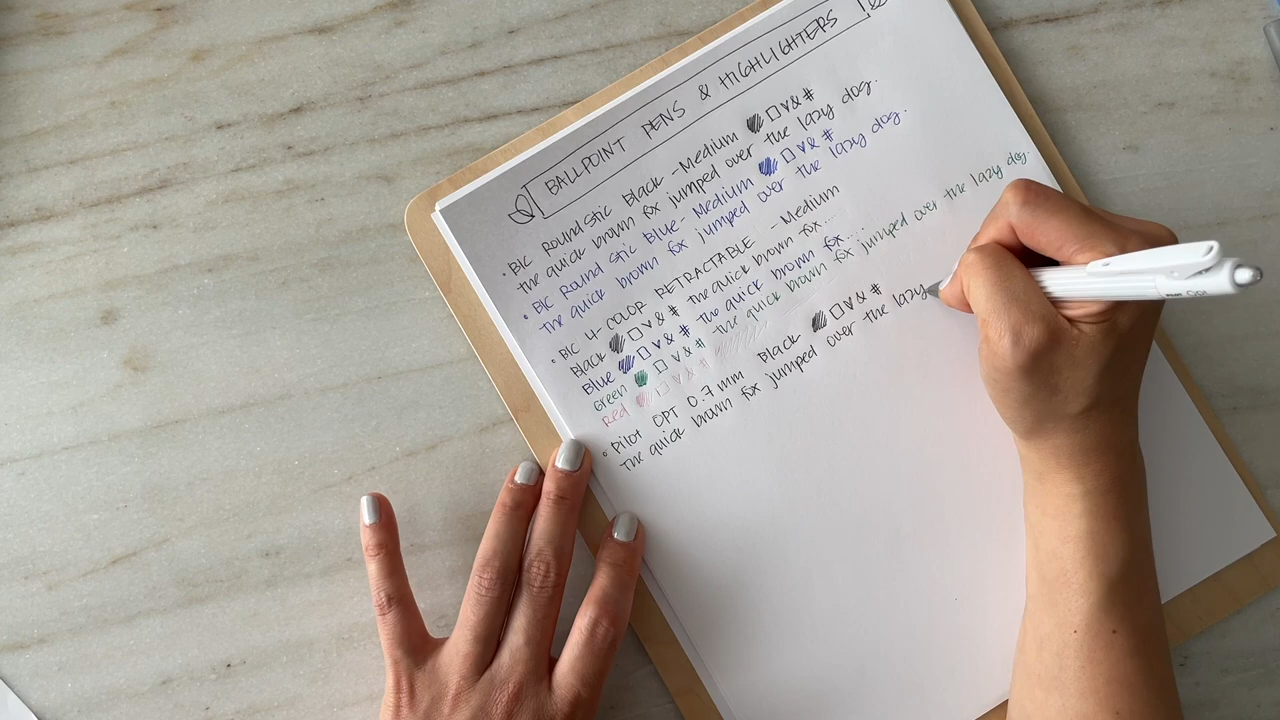 BALLPOINT PENS & HIGHLIGHTERS
• BIC Round Stic Black - Medium □ ∀ & #
the quick brown fox jumped over the lazy dog.
• BIC Round Stic Blue - Medium □ ∀ & #
the quick brown fox jumped over the lazy dog.
• BIC 4-COLOR RETRACTABLE - Medium
Black □ ∀ & # the quick brown fox...
Blue □ ∀ & # the quick brown fox...
Green □ ∀ & # the quick brown fox jumped over the lazy dog.
Red □ ∀ & #
• Pilot OPT 0.7mm Black □ ∀ & #
the quick brown fox jumped over the lazy
PILOT